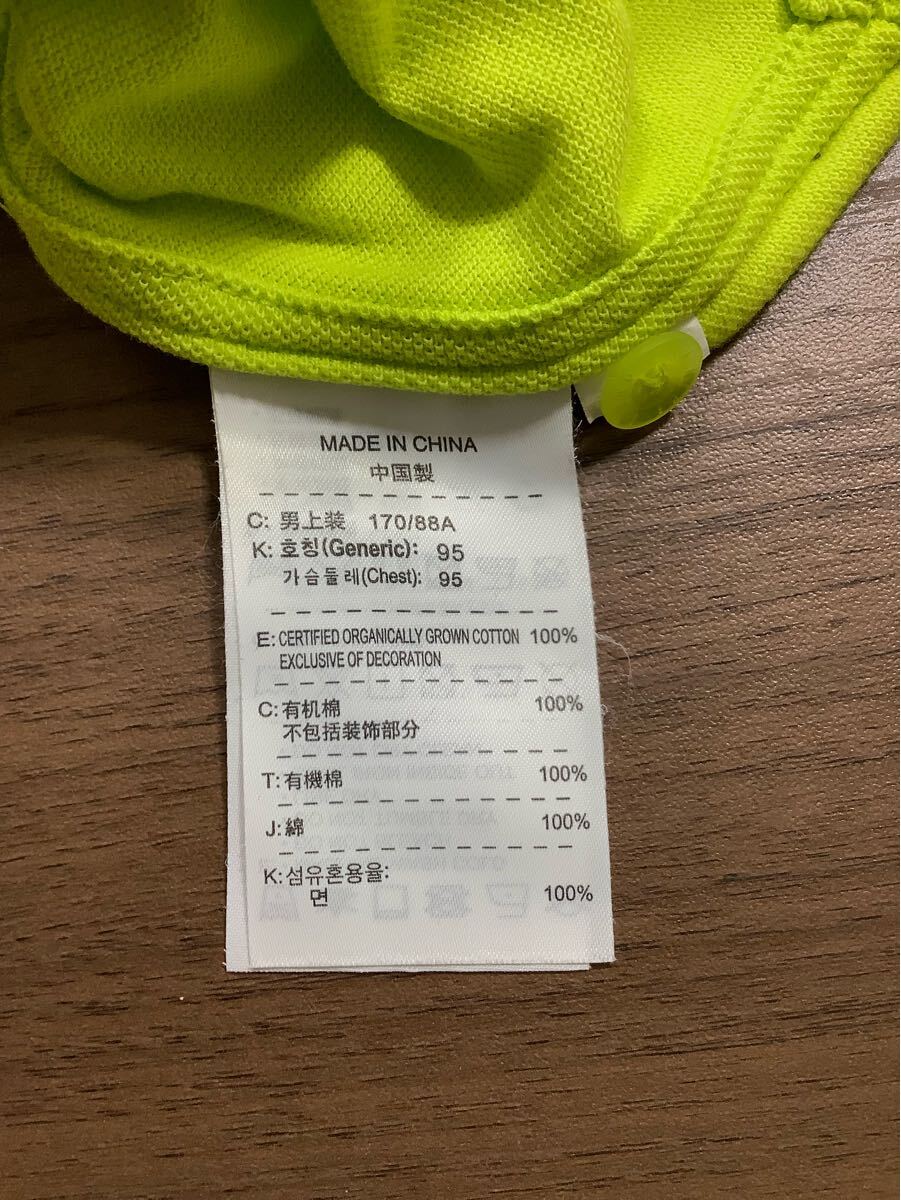 MADE IN CHINA
中国製
C: 男上装 170/88A
K: 호칭(Generic): 95
가슴둘레(Chest): 95
E: CERTIFIED ORGANICALLY GROWN COTTON 100%
EXCLUSIVE OF DECORATION
C: 有机棉 100%
不包括装饰部分
T: 有機棉 100%
J: 綿 100%
K: 섬유혼용율:
면 100%